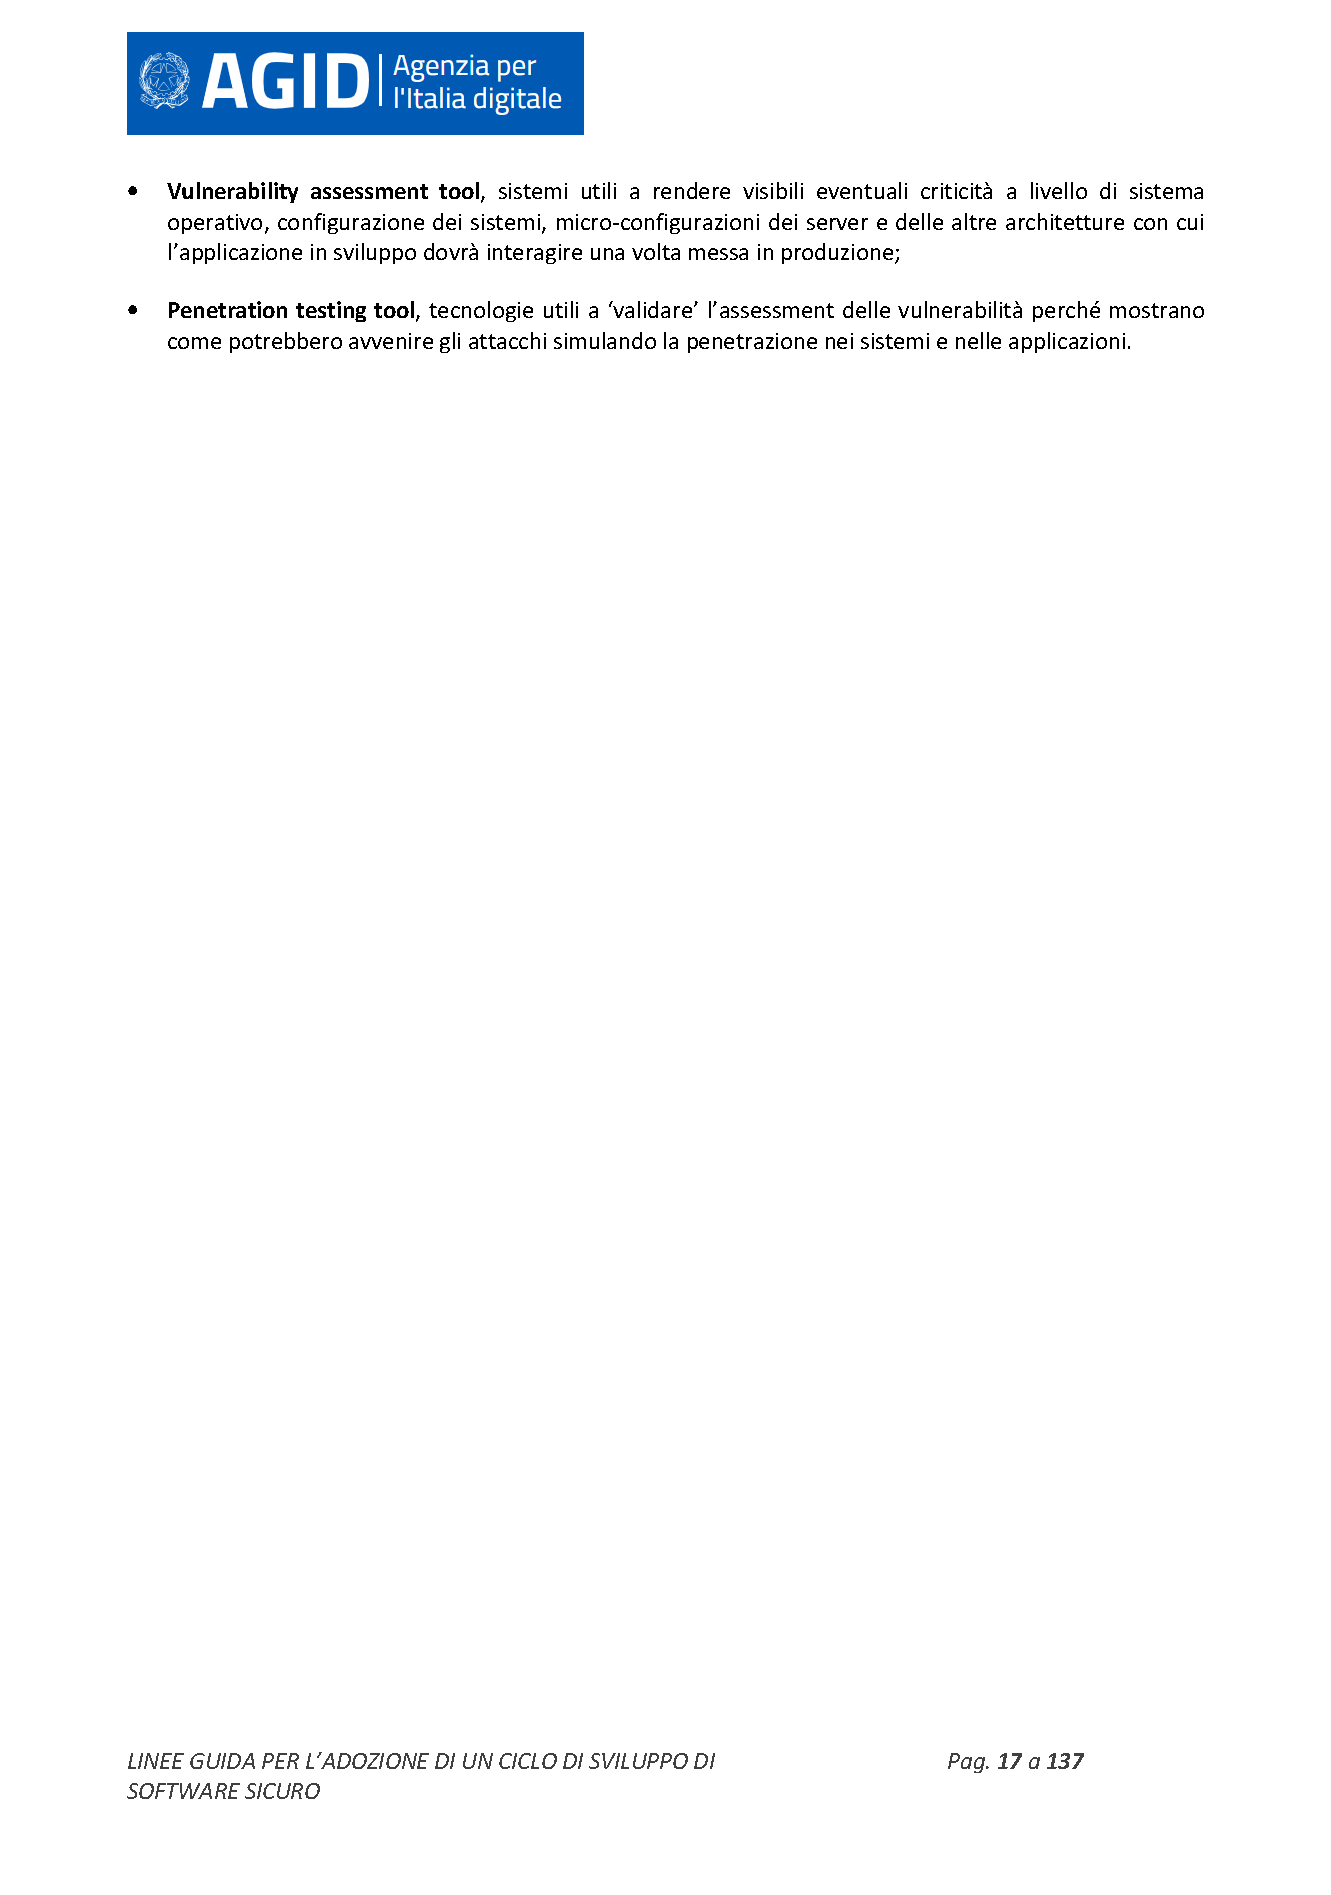 AGID Agenzia per
l'Italia digitale
• Vulnerability assessment tool, sistemi utili a rendere visibili eventuali criticità a livello di sistema
operativo, configurazione dei sistemi, micro-configurazioni dei server e delle altre architetture con cui
l’applicazione in sviluppo dovrà interagire una volta messa in produzione;
• Penetration testing tool, tecnologie utili a ‘validare’ l’assessment delle vulnerabilità perché mostrano
come potrebbero avvenire gli attacchi simulando la penetrazione nei sistemi e nelle applicazioni.
LINEE GUIDA PER L’ADOZIONE DI UN CICLO DI SVILUPPO DI
SOFTWARE SICURO
Pag. 17 a 137